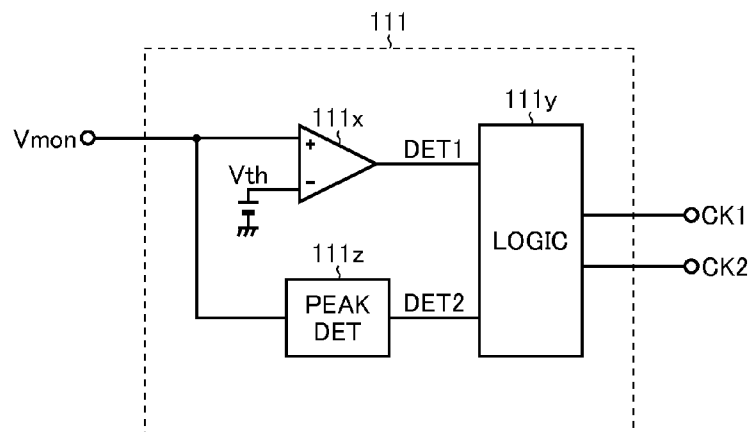 111
111x
111y
Vmon
+
DET1
Vth
-
CK1
LOGIC
111z
CK2
PEAK
DET
DET2